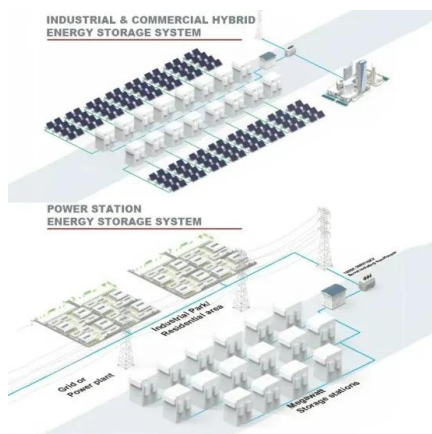 INDUSTRIAL & COMMERCIAL HYBRID
ENERGY STORAGE SYSTEM
POWER STATION
ENERGY STORAGE SYSTEM
Industrial Park/
Residential area
Grid or
Power plant
Megawatt
Storage stations